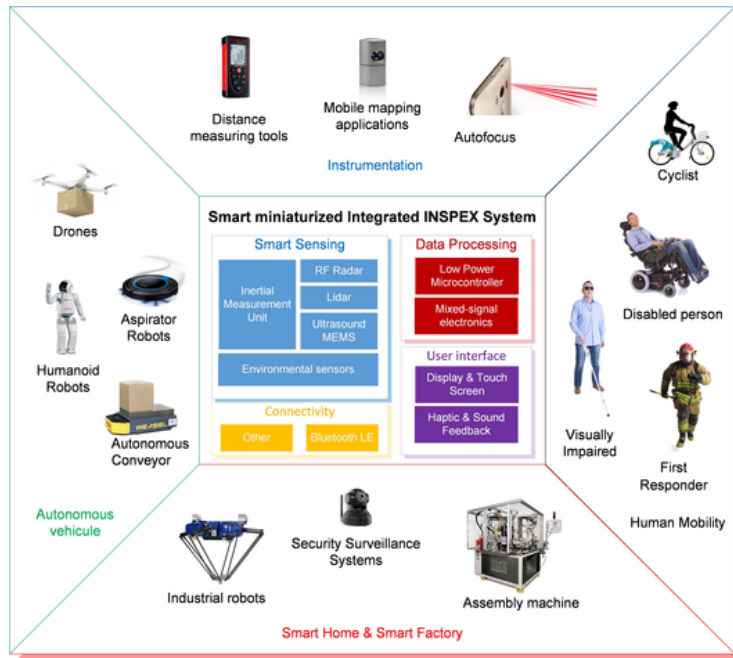 Distance
measuring tools
Mobile mapping
applications
Autofocus
Instrumentation
Cyclist
Drones
Smart miniaturized Integrated INSPEX System
Smart Sensing
Inertial
Measurement
Unit
RF Radar
Lidar
Ultrasound
MEMS
Environmental sensors
Data Processing
Low Power
Microcontroller
Mixed-signal
electronics
User interface
Display & Touch
Screen
Haptic & Sound
Feedback
Connectivity
Other
Bluetooth LE
Aspirator
Robots
Humanoid
Robots
WEASEL
Autonomous
Conveyor
Autonomous
vehicule
Disabled person
Visually
Impaired
First
Responder
Human Mobility
Industrial robots
Security Surveillance
Systems
Assembly machine
Smart Home & Smart Factory